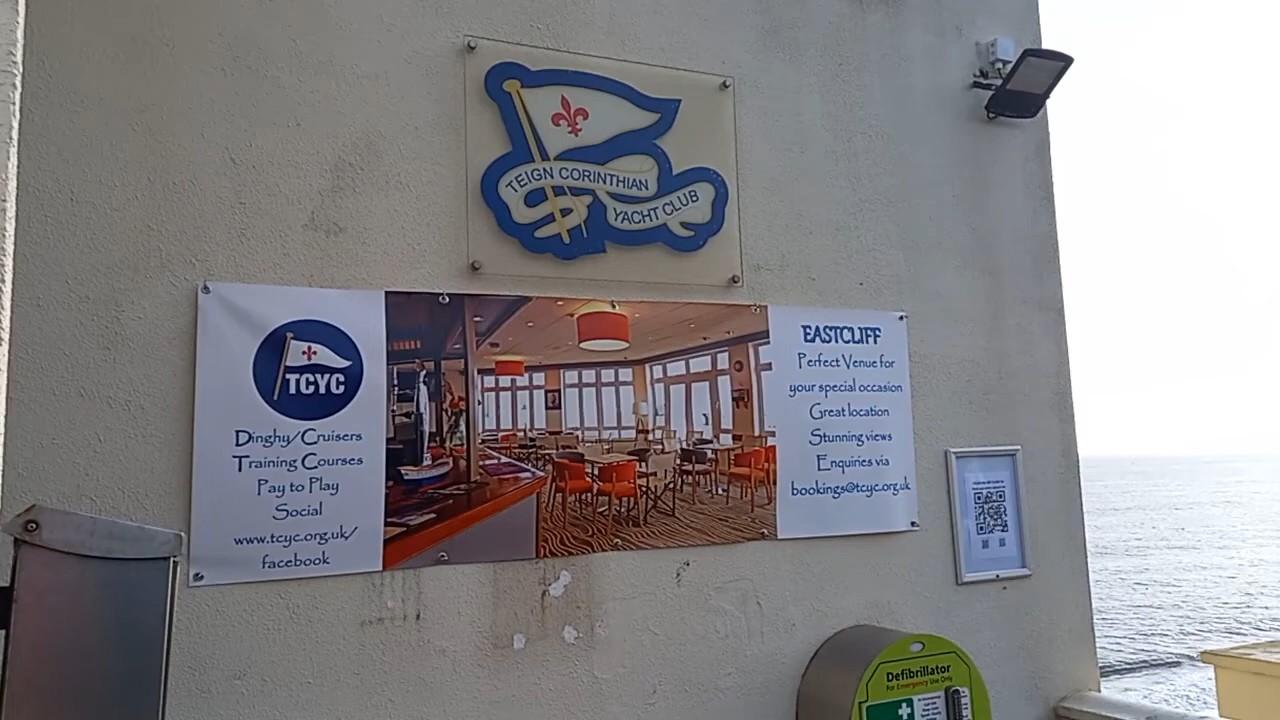 TEIGN CORINTHIAN
YACHT CLUB
TCYC
Dinghy/Cruisers
Training Courses
Pay to Play
Social
www.tcyc.org.uk/
facebook
EASTCLIFF
Perfect Venue for
your special occasion
Great location
Stunning views
Enquiries via
bookings@tcyc.org.uk
Defibrillator
For Emergency Use Only